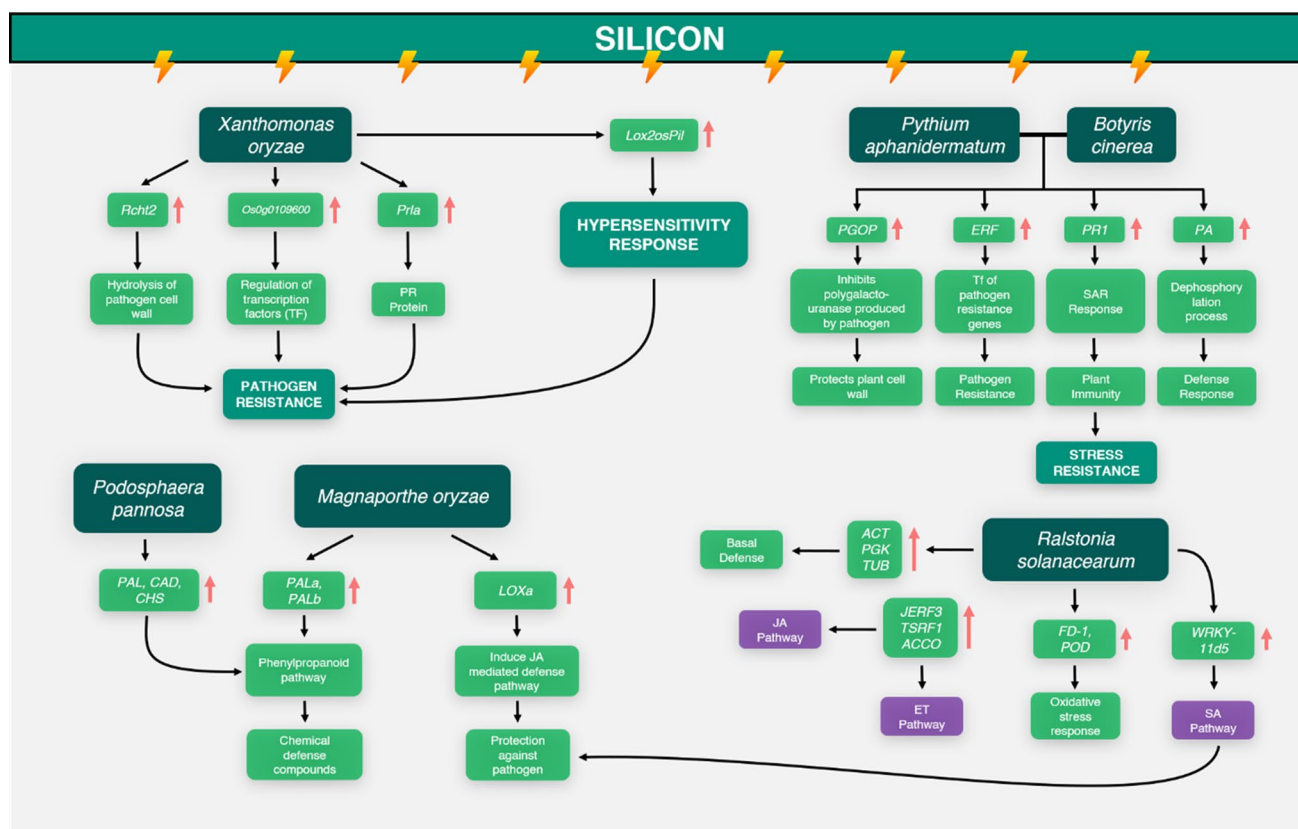 SILICON
Xanthomonas
oryzae
Lox2osPil
Rcht2
Os0g0109600
Prla
HYPERSENSITIVITY
RESPONSE
Hydrolysis of
pathogen cell
wall
Regulation of
transcription
factors (TF)
PR
Protein
PATHOGEN
RESISTANCE
Pythium
aphanidermatum
Botyris
cinerea
PGOP
ERF
PR1
PA
Inhibits
polygalacto-
uranase produced
by pathogen
Tf of
pathogen
resistance
genes
SAR
Response
Dephosphory
lation
process
Protects plant cell
wall
Pathogen
Resistance
Plant
Immunity
Defense
Response
STRESS
RESISTANCE
Podosphaera
pannosa
Magnaporthe oryzae
PAL, CAD,
CHS
PALa,
PALb
LOXa
Phenylpropanoid
pathway
Induce JA
mediated defense
pathway
Chemical
defense
compounds
Protection
against
pathogen
Ralstonia
solanacearum
Basal
Defense
ACT
PGK
TUB
JA
Pathway
JERF3
TSRF1
ACCO
FD-1,
POD
WRKY-
11d5
ET
Pathway
Oxidative
stress
response
SA
Pathway